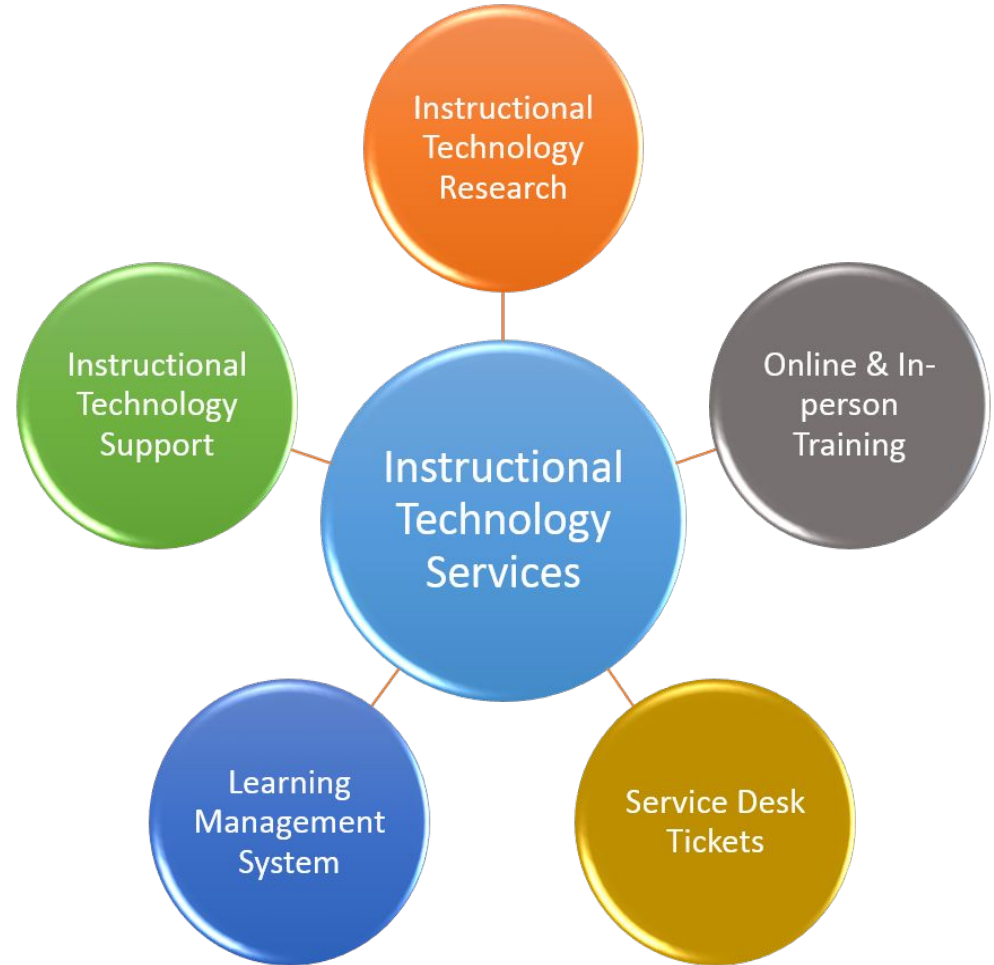 Instructional
Technology
Research
Instructional
Technology
Support
Online & In-
person
Training
Instructional
Technology
Services
Learning
Management
System
Service Desk
Tickets